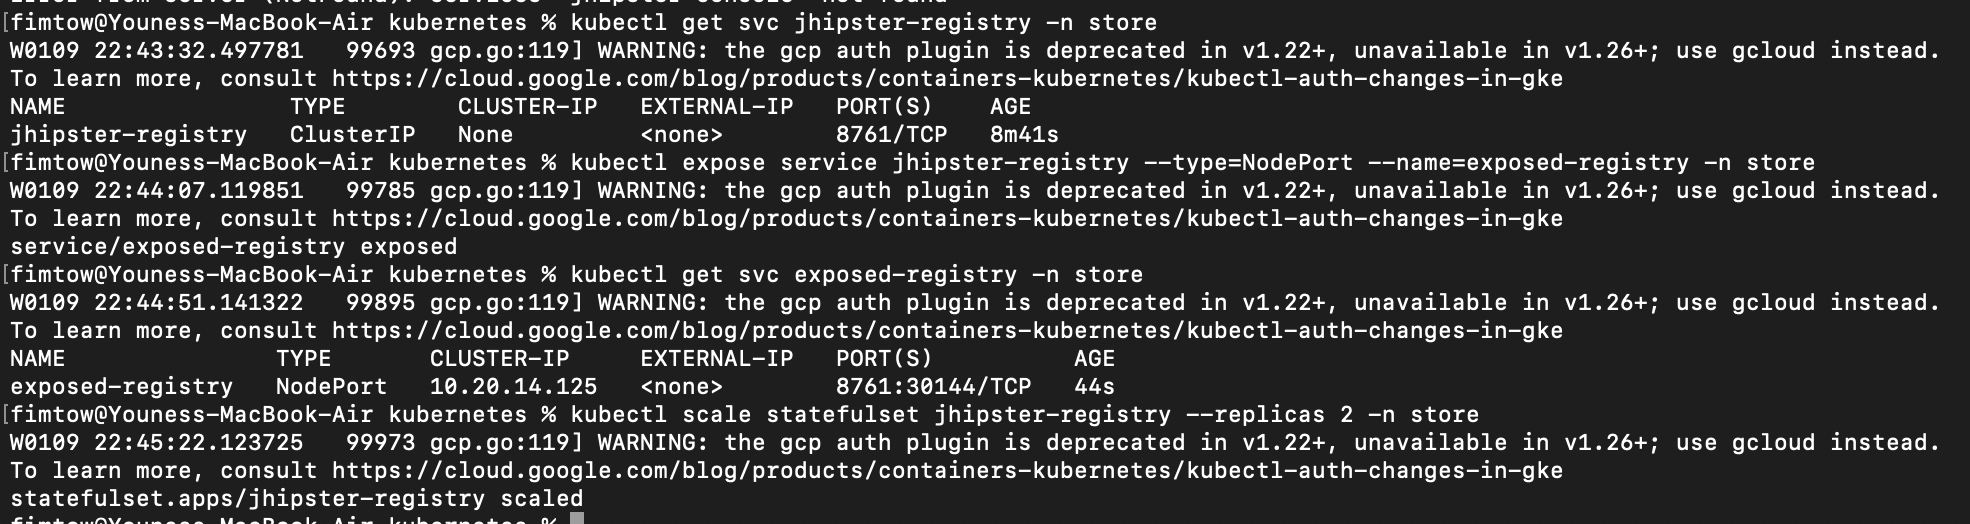 fimtow@Youness-MacBook-Air kubernetes % kubectl get svc jhipster-registry -n store
W0109 22:43:32.497781   99693 gcp.go:119] WARNING: the gcp auth plugin is deprecated in v1.22+, unavailable in v1.26+; use gcloud instead.
To learn more, consult https://cloud.google.com/blog/products/containers-kubernetes/kubectl-auth-changes-in-gke
NAME                TYPE        CLUSTER-IP   EXTERNAL-IP   PORT(S)    AGE
jhipster-registry   ClusterIP   None         <none>        8761/TCP   8m41s
[fimtow@Youness-MacBook-Air kubernetes % kubectl expose service jhipster-registry --type=NodePort --name=exposed-registry -n store
W0109 22:44:07.119851   99785 gcp.go:119] WARNING: the gcp auth plugin is deprecated in v1.22+, unavailable in v1.26+; use gcloud instead.
To learn more, consult https://cloud.google.com/blog/products/containers-kubernetes/kubectl-auth-changes-in-gke
service/exposed-registry exposed
[fimtow@Youness-MacBook-Air kubernetes % kubectl get svc exposed-registry -n store
W0109 22:44:51.141322   99895 gcp.go:119] WARNING: the gcp auth plugin is deprecated in v1.22+, unavailable in v1.26+; use gcloud instead.
To learn more, consult https://cloud.google.com/blog/products/containers-kubernetes/kubectl-auth-changes-in-gke
NAME               TYPE       CLUSTER-IP     EXTERNAL-IP   PORT(S)          AGE
exposed-registry   NodePort   10.20.14.125   <none>        8761:30144/TCP   44s
[fimtow@Youness-MacBook-Air kubernetes % kubectl scale statefulset jhipster-registry --replicas 2 -n store
W0109 22:45:22.123725   99973 gcp.go:119] WARNING: the gcp auth plugin is deprecated in v1.22+, unavailable in v1.26+; use gcloud instead.
To learn more, consult https://cloud.google.com/blog/products/containers-kubernetes/kubectl-auth-changes-in-gke
statefulset.apps/jhipster-registry scaled
fimtow@Youness-MacBook-Air kubernetes %